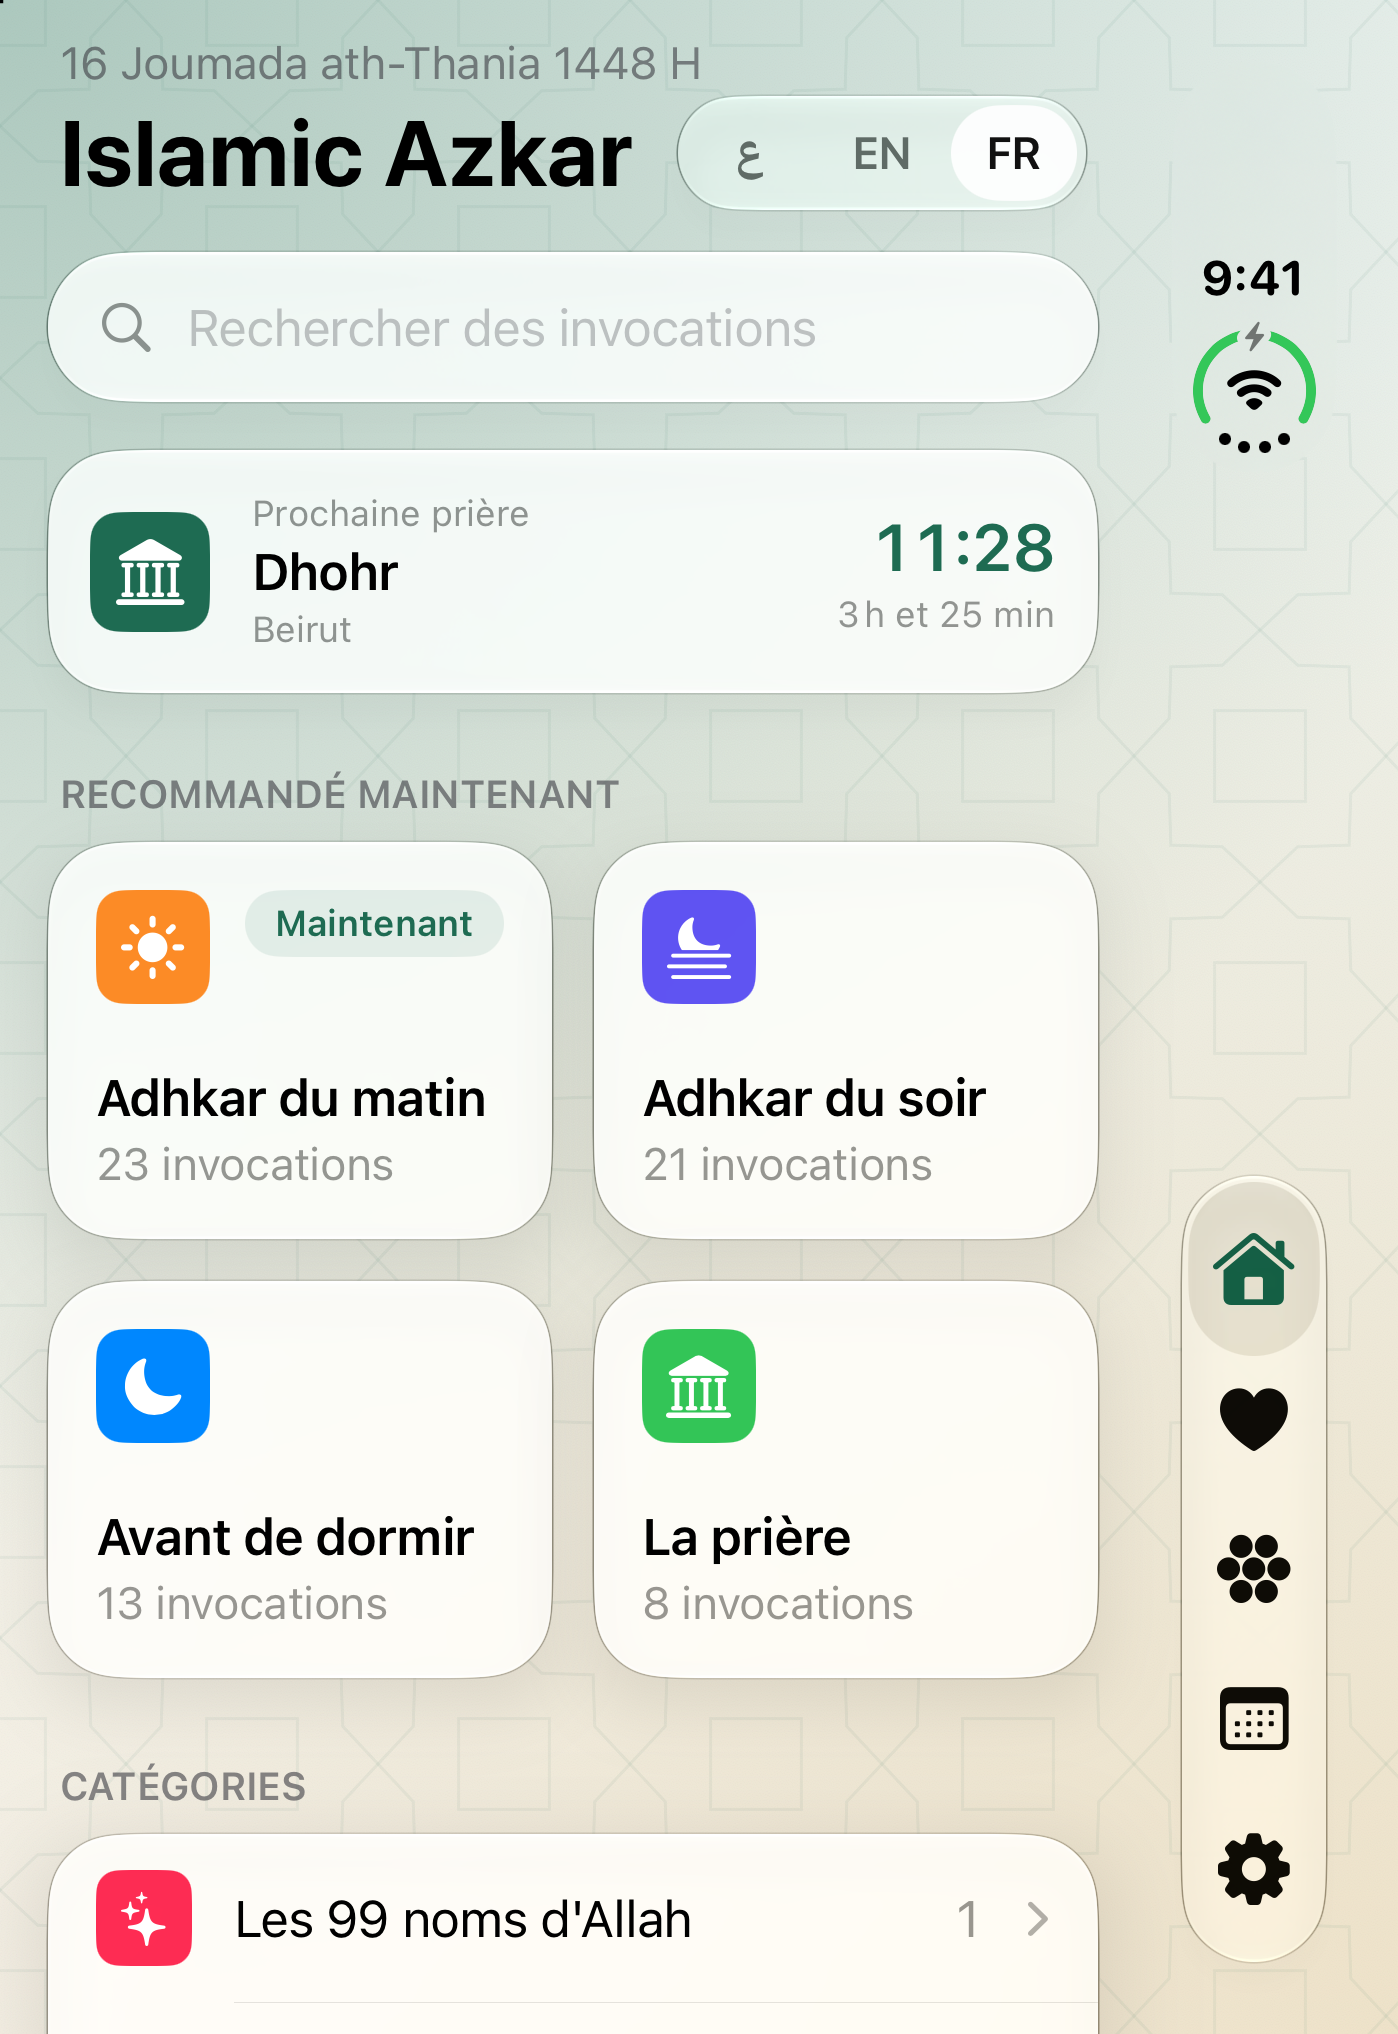 16 Joumada ath-Thania 1448 H
Islamic Azkar
ع EN FR
9:41
Rechercher des invocations
Prochaine prière
Dhohr
Beirut
11:28
3 h et 25 min
RECOMMANDÉ MAINTENANT
Maintenant
Adhkar du matin
23 invocations
Adhkar du soir
21 invocations
Avant de dormir
13 invocations
La prière
8 invocations
CATÉGORIES
Les 99 noms d'Allah 1